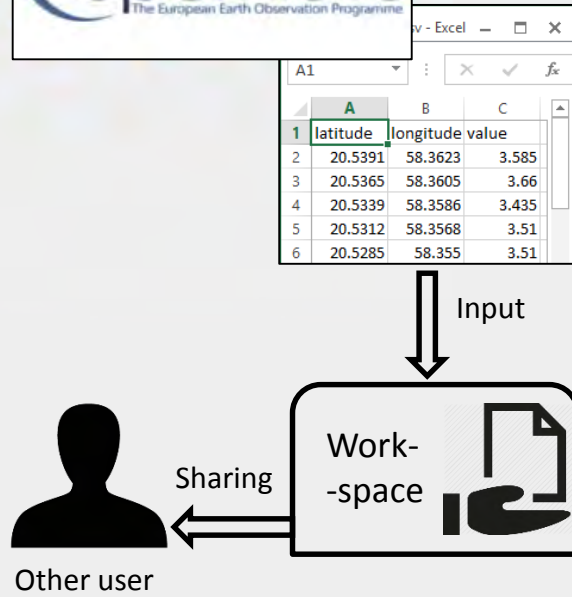 The European Earth Observation Programme
sv - Excel
A1 fx
A B C
1 latitude longitude value
2 20.5391 58.3623 3.585
3 20.5365 58.3605 3.66
4 20.5339 58.3586 3.435
5 20.5312 58.3568 3.51
6 20.5285 58.355 3.51
Input
Work-
-space
Sharing
Other user